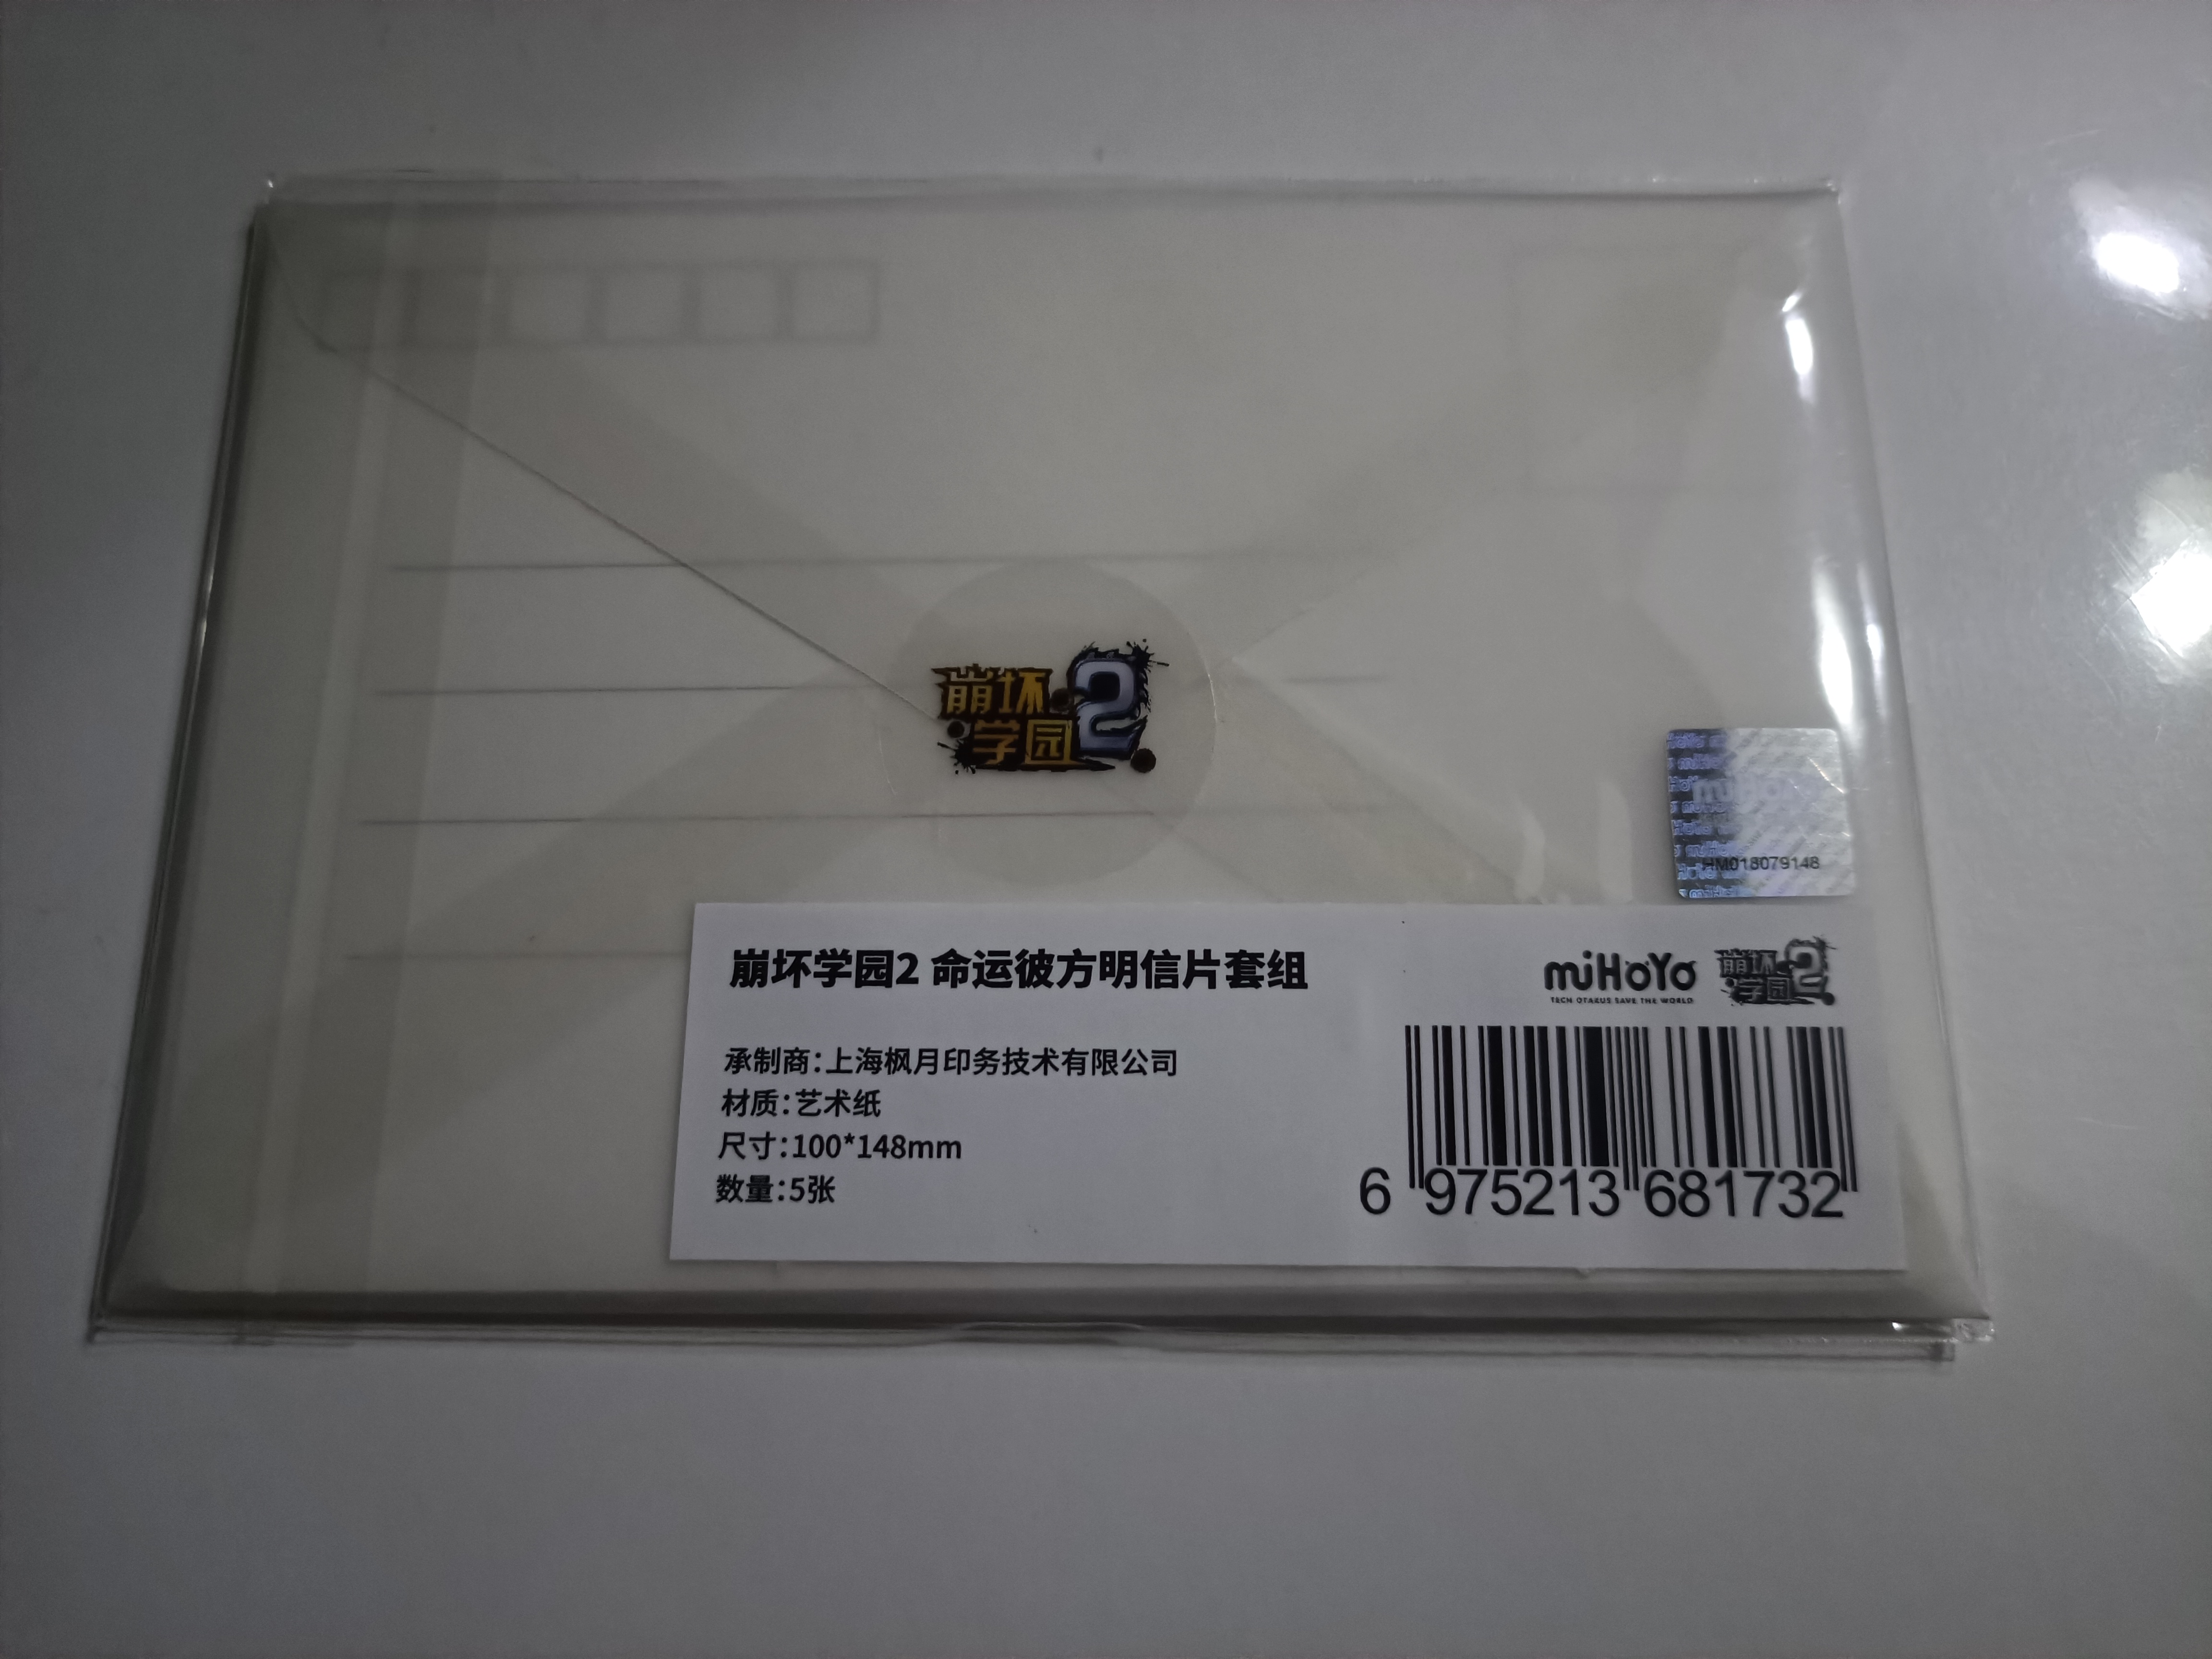 崩坏
学园2
miHoYo
HM018079148
崩坏学园2 命运彼方明信片套组
miHoYo
TECH OTAKUS SAVE THE WORLD
崩坏
学园2
承制商:上海枫月印务技术有限公司
材质:艺术纸
尺寸:100*148mm
数量:5张
6 975213 681732